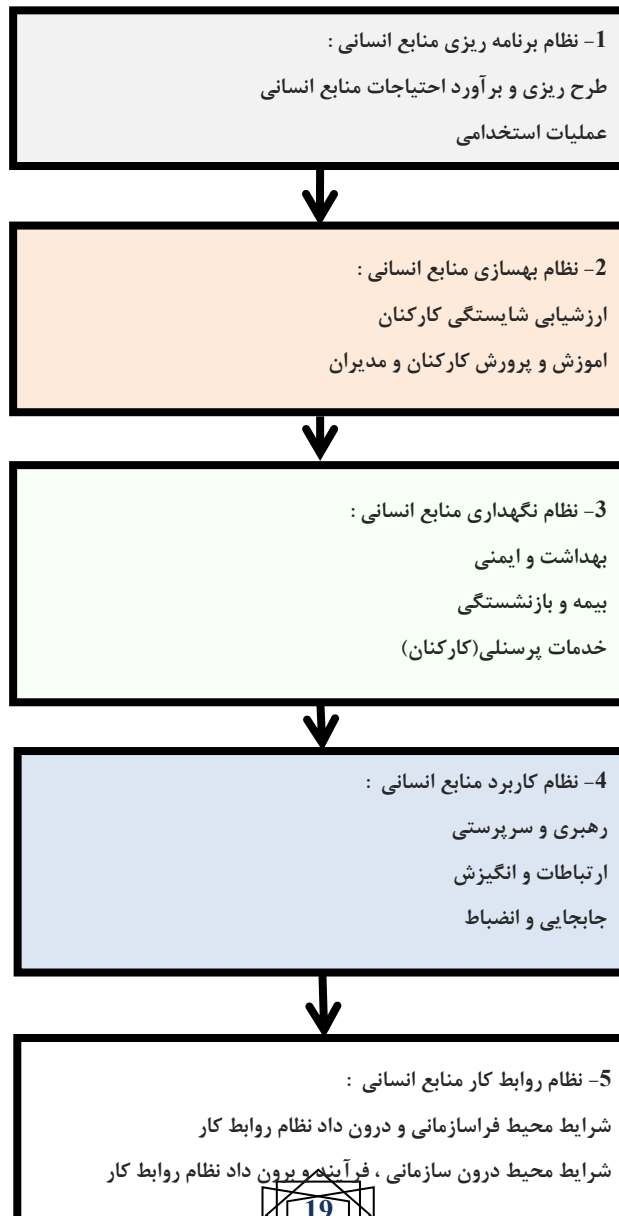 1- نظام برنامه ریزی منابع انسانی :
طرح ریزی و برآورد احتیاجات منابع انسانی
عملیات استخدامی
2- نظام بهسازی منابع انسانی :
ارزشیابی شایستگی کارکنان
اموزش و پرورش کارکنان و مدیران
3- نظام نگهداری منابع انسانی :
بهداشت و ایمنی
بیمه و بازنشستگی
خدمات پرسنلی(کارکنان)
4- نظام کاربرد منابع انسانی :
رهبری و سرپرستی
ارتباطات و انگیزش
جابجایی و انضباط
5- نظام روابط کار منابع انسانی :
شرایط محیط فراسازمانی و درون داد نظام روابط کار
شرایط محیط درون سازمانی ، فرآیند و برون داد نظام روابط کار
19